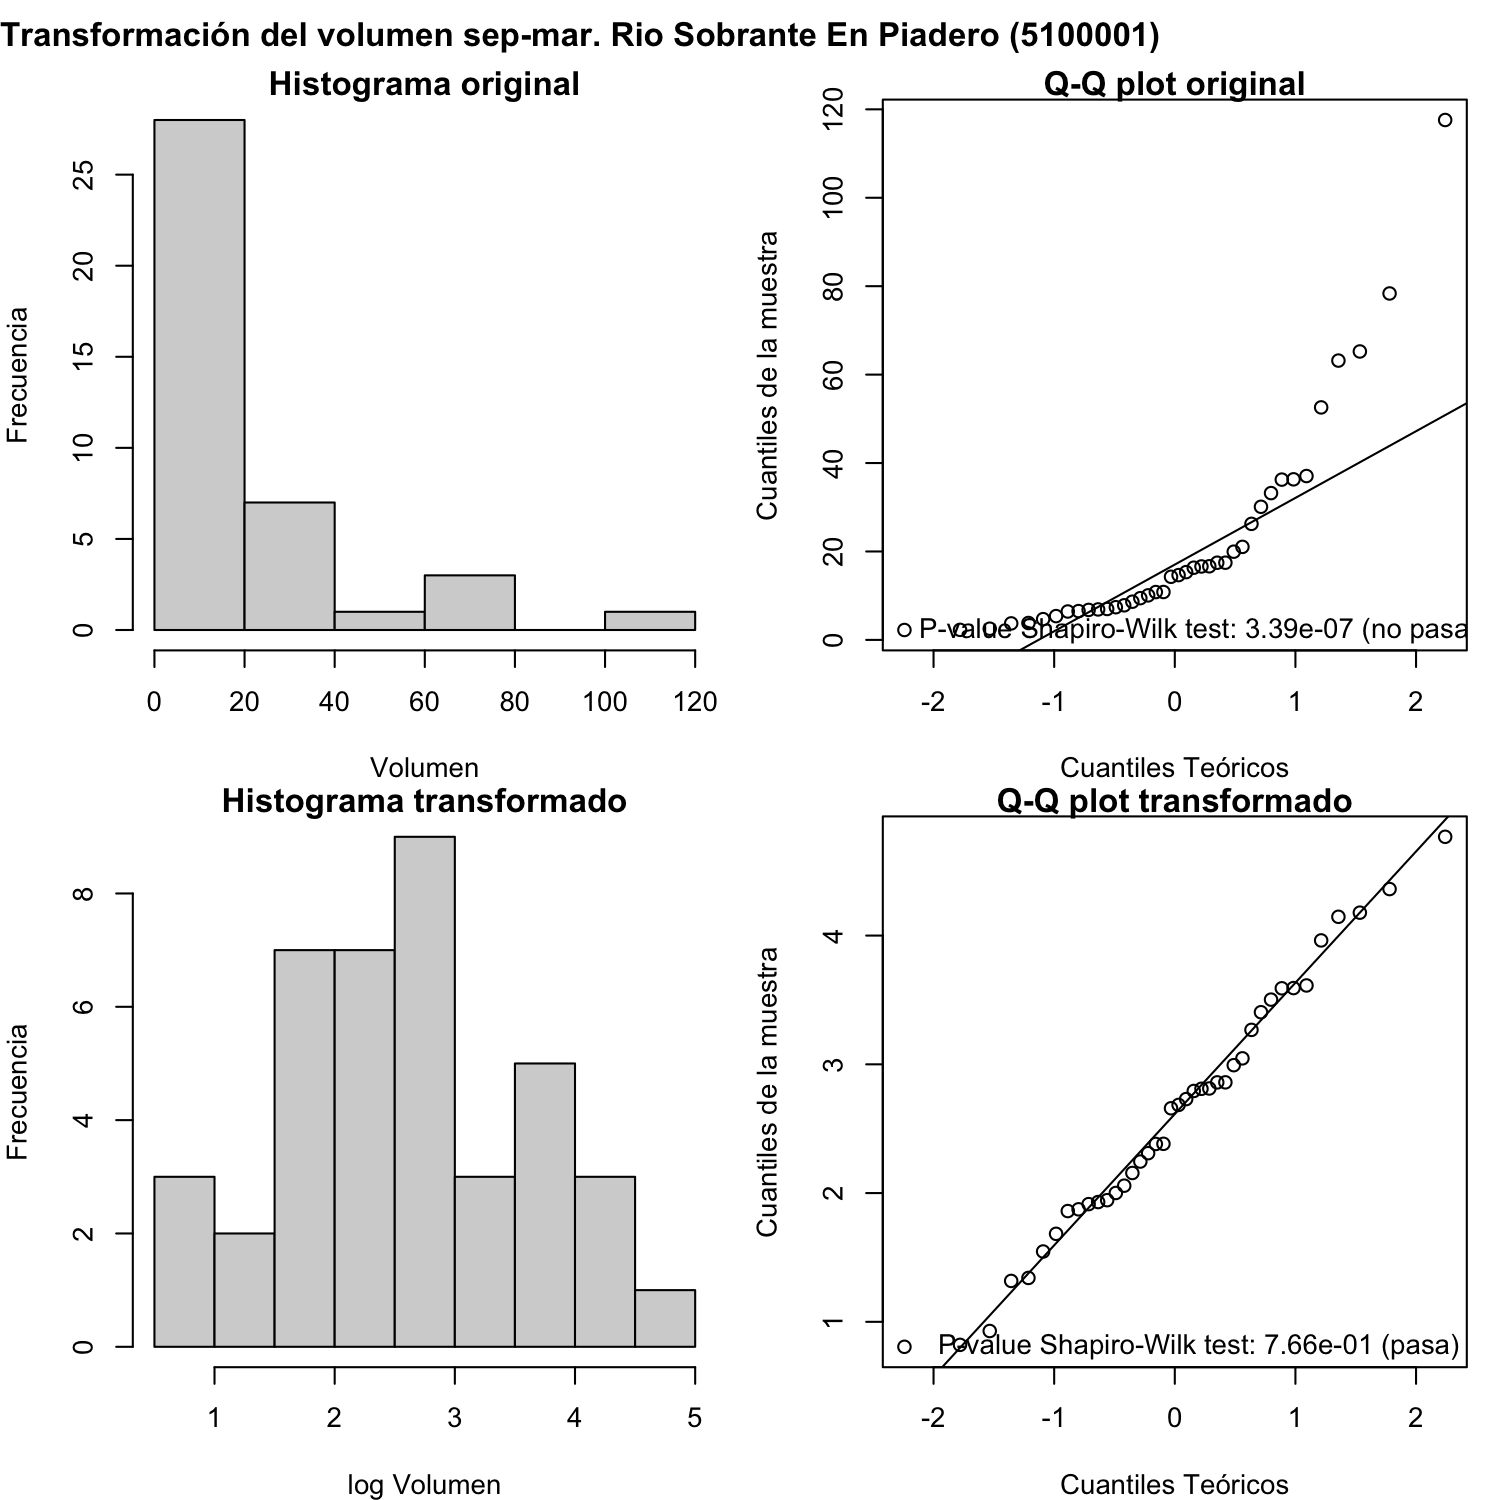 Transformación del volumen sep-mar. Rio Sobrante En Piadero (5100001)
Histograma original
Frecuencia
0 5 10 15 20 25
0 20 40 60 80 100 120
Volumen
Q-Q plot original
Cuantiles de la muestra
0 20 40 60 80 100 120
P-value Shapiro-Wilk test: 3.39e-07 (no pasa
-2 -1 0 1 2
Cuantiles Teóricos
Histograma transformado
Frecuencia
0 2 4 6 8
1 2 3 4 5
log Volumen
Q-Q plot transformado
Cuantiles de la muestra
1 2 3 4
P-value Shapiro-Wilk test: 7.66e-01 (pasa)
-2 -1 0 1 2
Cuantiles Teóricos